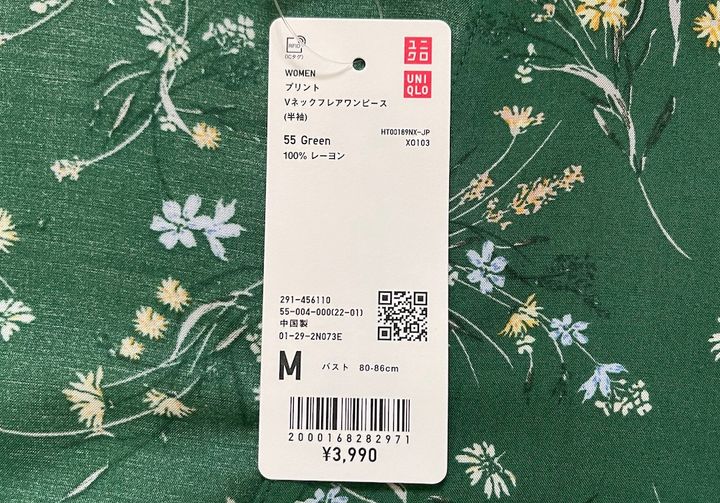 RFID
(ICタグ)
ユニ
クロ
UNI
QLO
WOMEN
プリント
Vネックフレアワンピース
(半袖)
HT00189NX-JP
55 Green
X0103
100% レーヨン
291-456110
55-004-000(22-01)
中国製
01-29-2N073E
M バスト 80-86cm
2000168282971
¥3,990